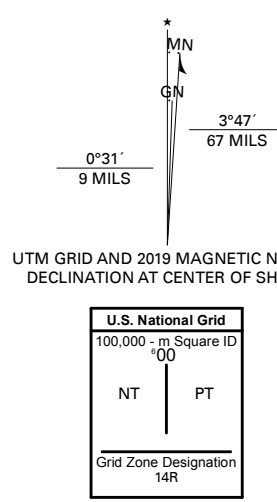 ★
MN
GN
3°47´
67 MILS
0°31´
9 MILS
UTM GRID AND 2019 MAGNETIC N
DECLINATION AT CENTER OF SH
U.S. National Grid
100,000 - m Square ID
⁶00
NT PT
Grid Zone Designation
14R